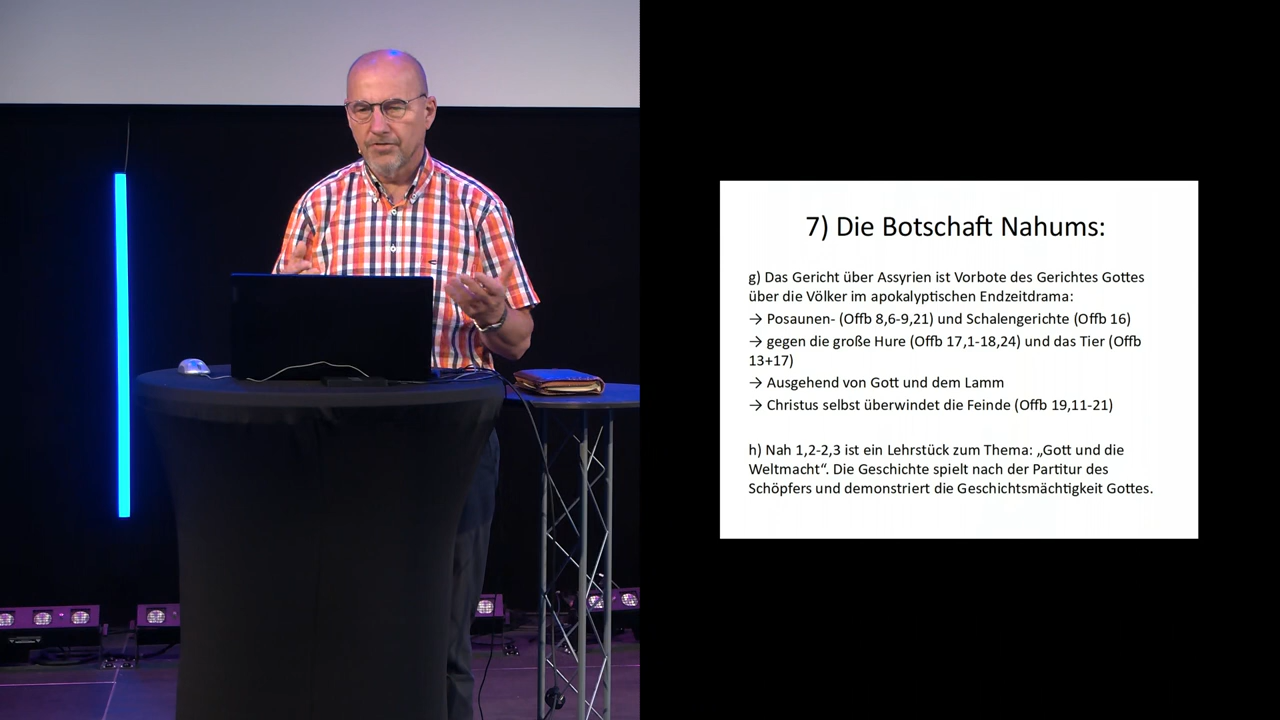 7) Die Botschaft Nahums:
g) Das Gericht über Assyrien ist Vorbote des Gerichtes Gottes
über die Völker im apokalyptischen Endzeitdrama:
→ Posaunen- (Offb 8,6-9,21) und Schalengerichte (Offb 16)
→ gegen die große Hure (Offb 17,1-18,24) und das Tier (Offb
13+17)
→ Ausgehend von Gott und dem Lamm
→ Christus selbst überwindet die Feinde (Offb 19,11-21)
h) Nah 1,2-2,3 ist ein Lehrstück zum Thema: „Gott und die
Weltmacht“. Die Geschichte spielt nach der Partitur des
Schöpfers und demonstriert die Geschichtsmächtigkeit Gottes.